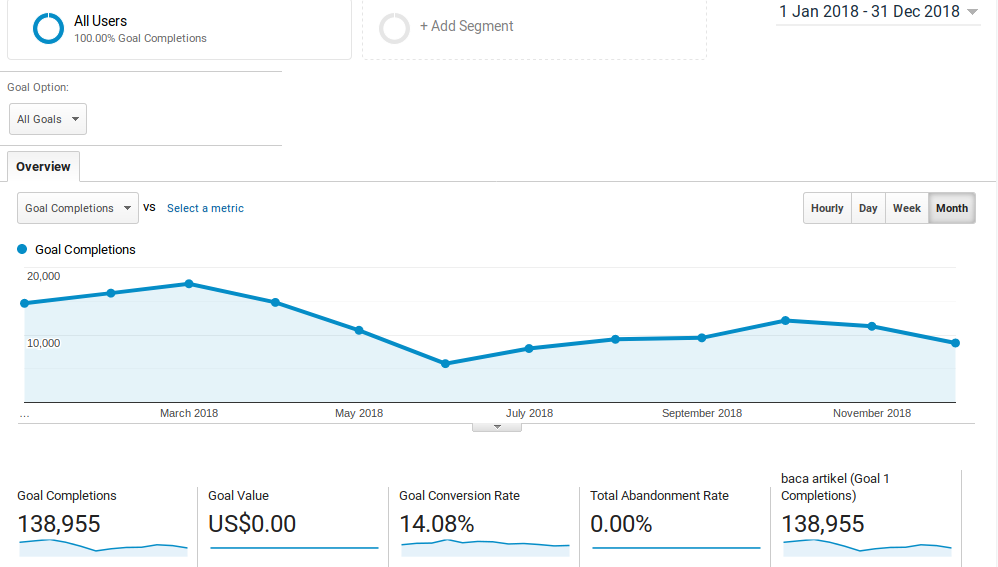 All Users
100.00% Goal Completions
+ Add Segment
1 Jan 2018 - 31 Dec 2018
Goal Option:
All Goals
Overview
Goal Completions
VS
Select a metric
Hourly
Day
Week
Month
Goal Completions
20,000
10,000
...
March 2018
May 2018
July 2018
September 2018
November 2018
Goal Completions
138,955
Goal Value
US$0.00
Goal Conversion Rate
14.08%
Total Abandonment Rate
0.00%
baca artikel (Goal 1
Completions)
138,955